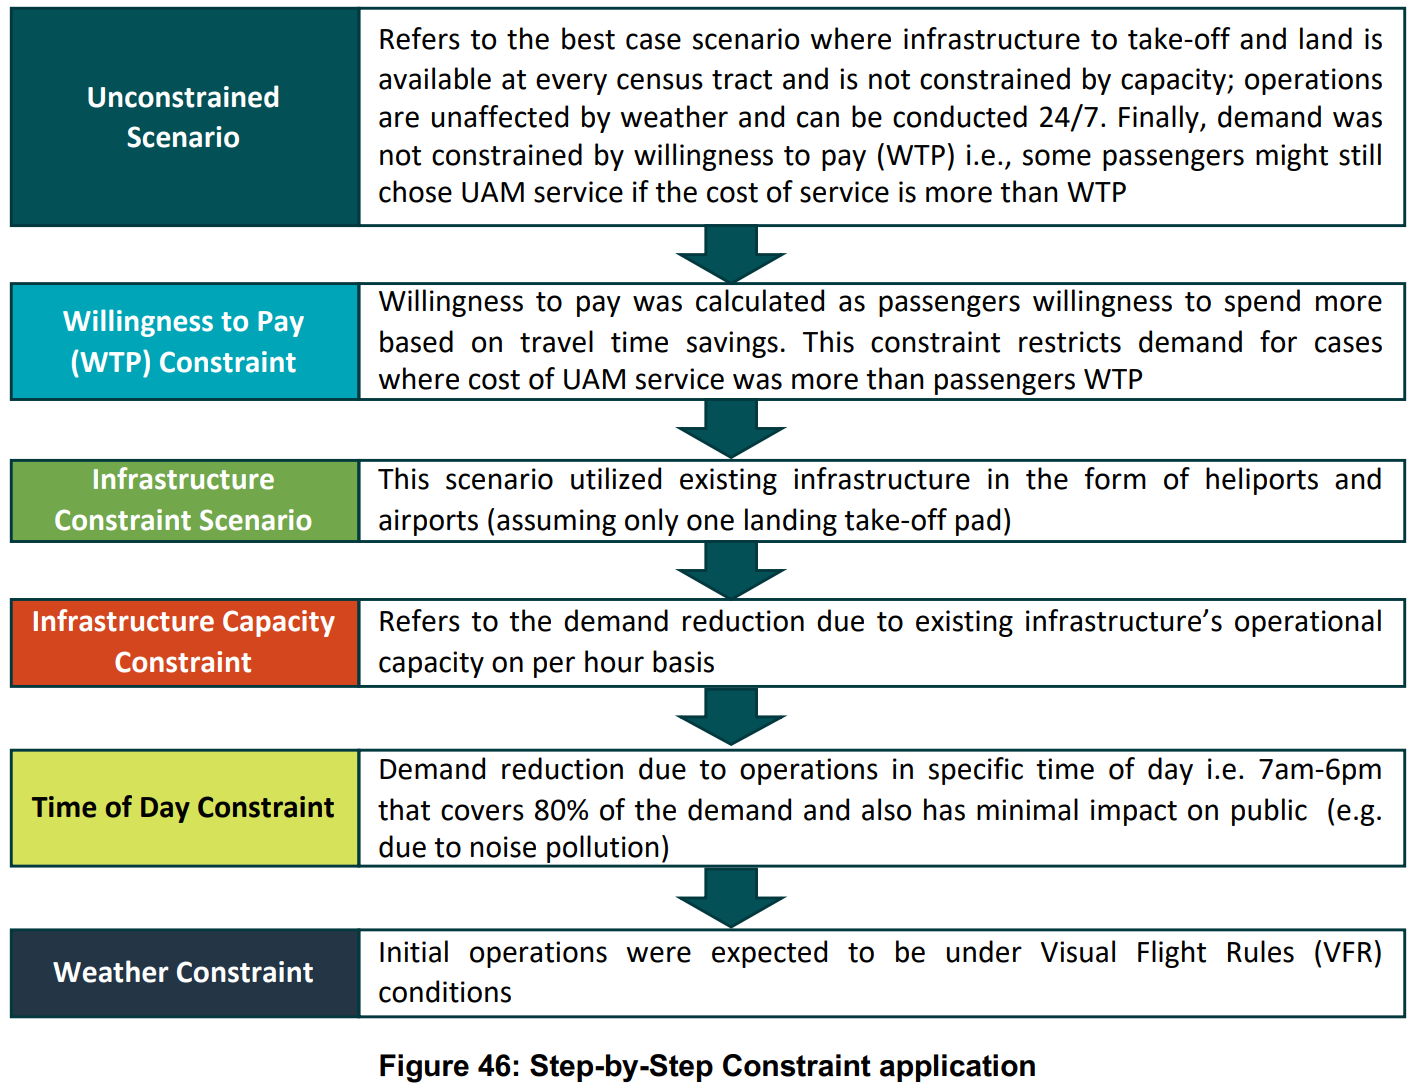 Unconstrained
Scenario
Refers to the best case scenario where infrastructure to take-off and land is
available at every census tract and is not constrained by capacity; operations
are unaffected by weather and can be conducted 24/7. Finally, demand was
not constrained by willingness to pay (WTP) i.e., some passengers might still
chose UAM service if the cost of service is more than WTP
Willingness to Pay
(WTP) Constraint
Willingness to pay was calculated as passengers willingness to spend more
based on travel time savings. This constraint restricts demand for cases
where cost of UAM service was more than passengers WTP
Infrastructure
Constraint Scenario
This scenario utilized existing infrastructure in the form of heliports and
airports (assuming only one landing take-off pad)
Infrastructure Capacity
Constraint
Refers to the demand reduction due to existing infrastructure’s operational
capacity on per hour basis
Time of Day Constraint
Demand reduction due to operations in specific time of day i.e. 7am-6pm
that covers 80% of the demand and also has minimal impact on public (e.g.
due to noise pollution)
Weather Constraint
Initial operations were expected to be under Visual Flight Rules (VFR)
conditions
Figure 46: Step-by-Step Constraint application